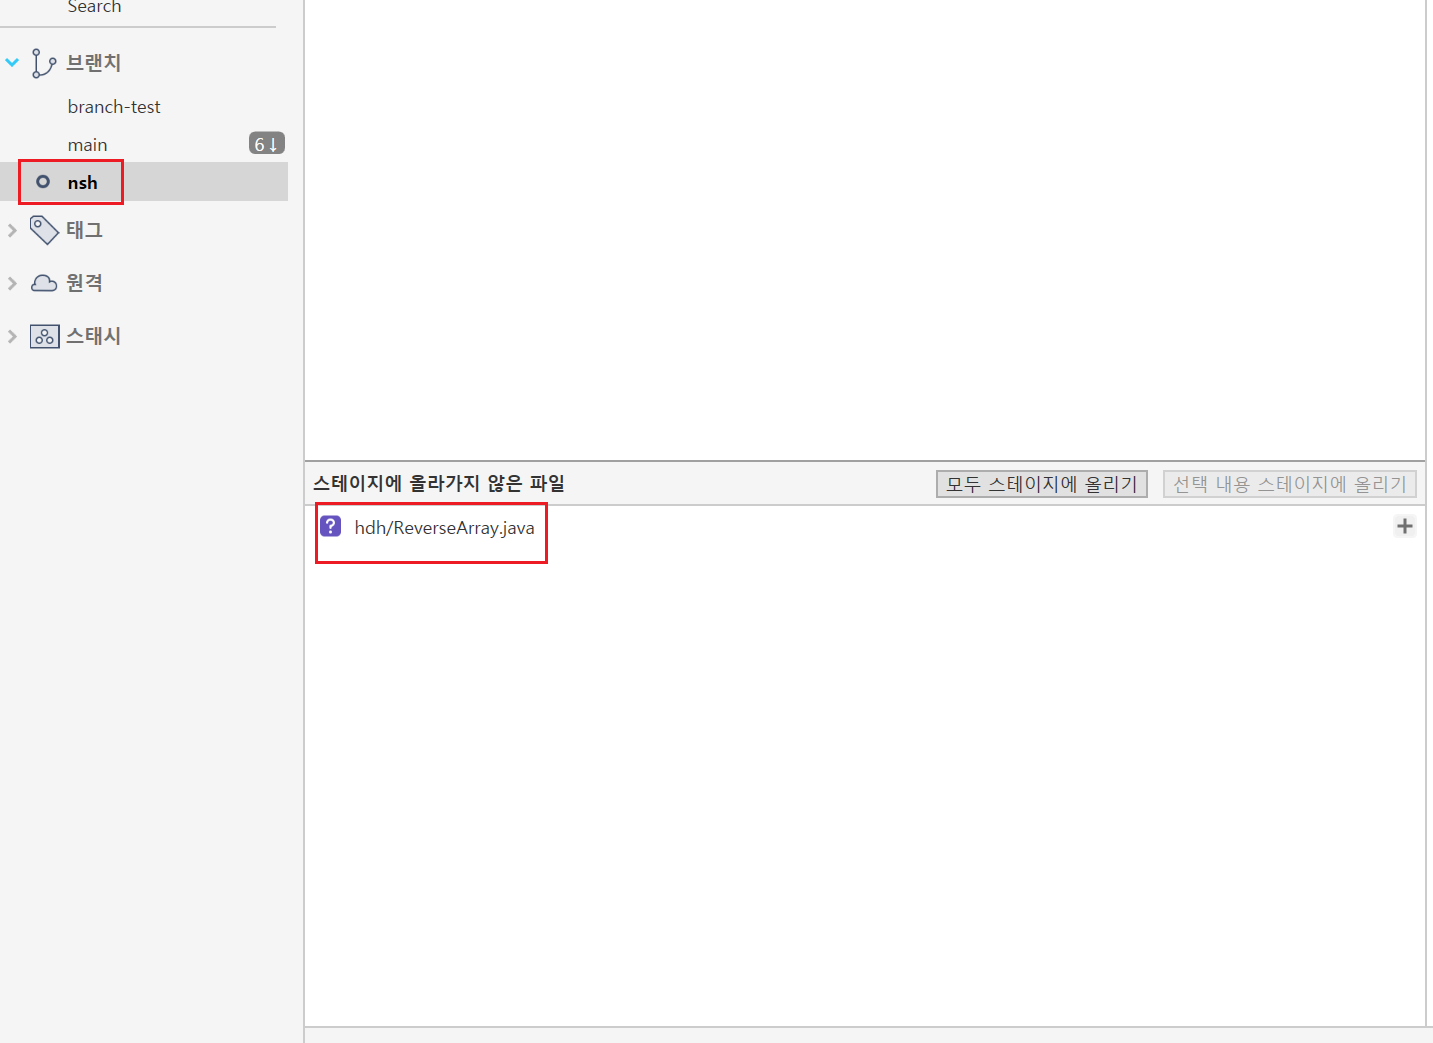 Search
브랜치
branch-test
main 6↓
nsh
태그
원격
스태시
스테이지에 올라가지 않은 파일 모두 스테이지에 올리기 선택 내용 스테이지에 올리기
? hdh/ReverseArray.java +